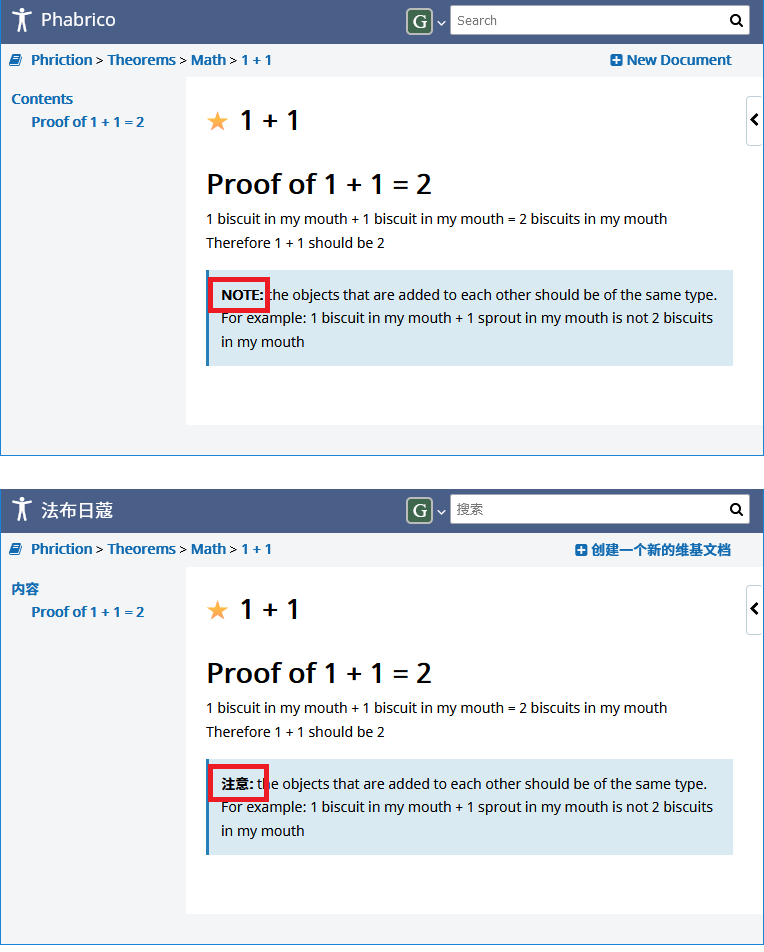 Phabrico
G
Search
Phriction > Theorems > Math > 1 + 1
New Document
Contents
Proof of 1 + 1 = 2
1 + 1
Proof of 1 + 1 = 2
1 biscuit in my mouth + 1 biscuit in my mouth = 2 biscuits in my mouth
Therefore 1 + 1 should be 2
NOTE: the objects that are added to each other should be of the same type.
For example: 1 biscuit in my mouth + 1 sprout in my mouth is not 2 biscuits
in my mouth
法布日蔻
G
搜索
Phriction > Theorems > Math > 1 + 1
创建一个新的维基文档
内容
Proof of 1 + 1 = 2
1 + 1
Proof of 1 + 1 = 2
1 biscuit in my mouth + 1 biscuit in my mouth = 2 biscuits in my mouth
Therefore 1 + 1 should be 2
注意: the objects that are added to each other should be of the same type.
For example: 1 biscuit in my mouth + 1 sprout in my mouth is not 2 biscuits
in my mouth